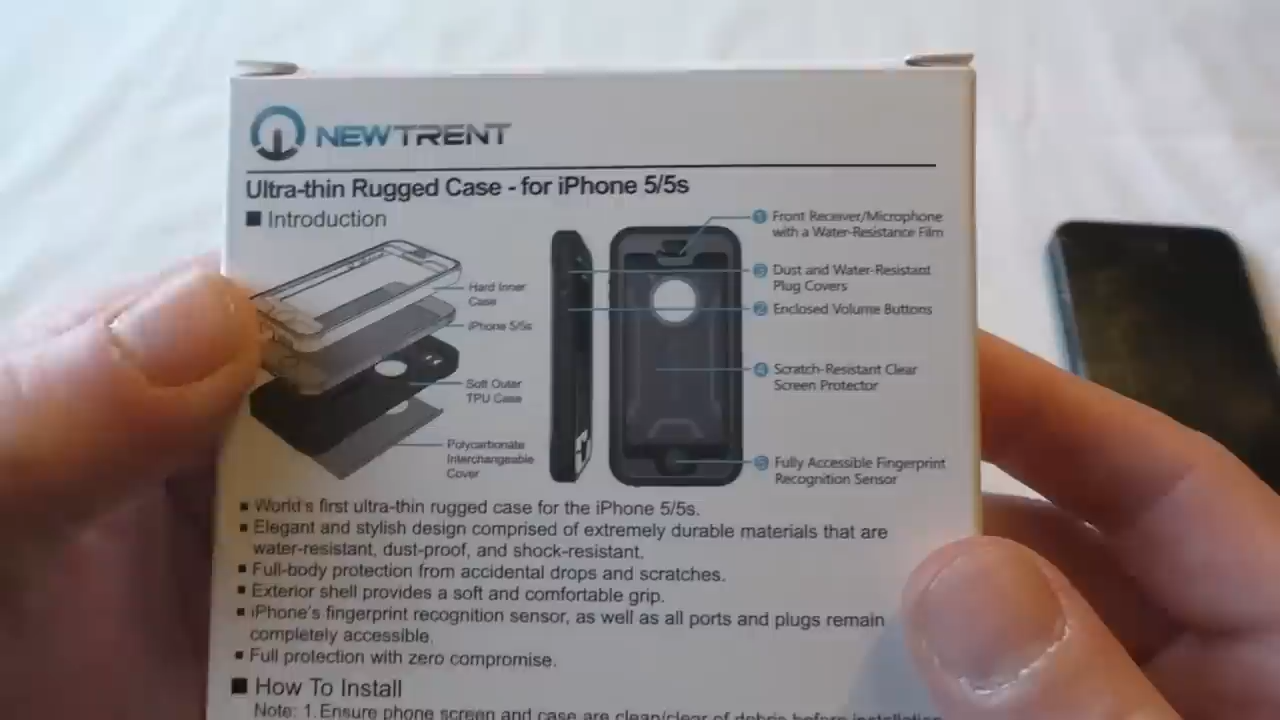 NEWTRENT
Ultra-thin Rugged Case - for iPhone 5/5s
■ Introduction
Hard Inner
Case
iPhone 5/5s
Soft Outer
TPU Case
Polycarbonate
Interchangeable
Cover
1 Front Receiver/Microphone
with a Water-Resistance Film
3 Dust and Water-Resistant
Plug Covers
2 Enclosed Volume Buttons
4 Scratch-Resistant Clear
Screen Protector
5 Fully Accessible Fingerprint
Recognition Sensor
■ World's first ultra-thin rugged case for the iPhone 5/5s.
■ Elegant and stylish design comprised of extremely durable materials that are
water-resistant, dust-proof, and shock-resistant.
■ Full-body protection from accidental drops and scratches.
■ Exterior shell provides a soft and comfortable grip.
■ iPhone's fingerprint recognition sensor, as well as all ports and plugs remain
completely accessible.
■ Full protection with zero compromise.
■ How To Install
Note: 1. Ensure phone screen and case are clean/clear of debris before installation